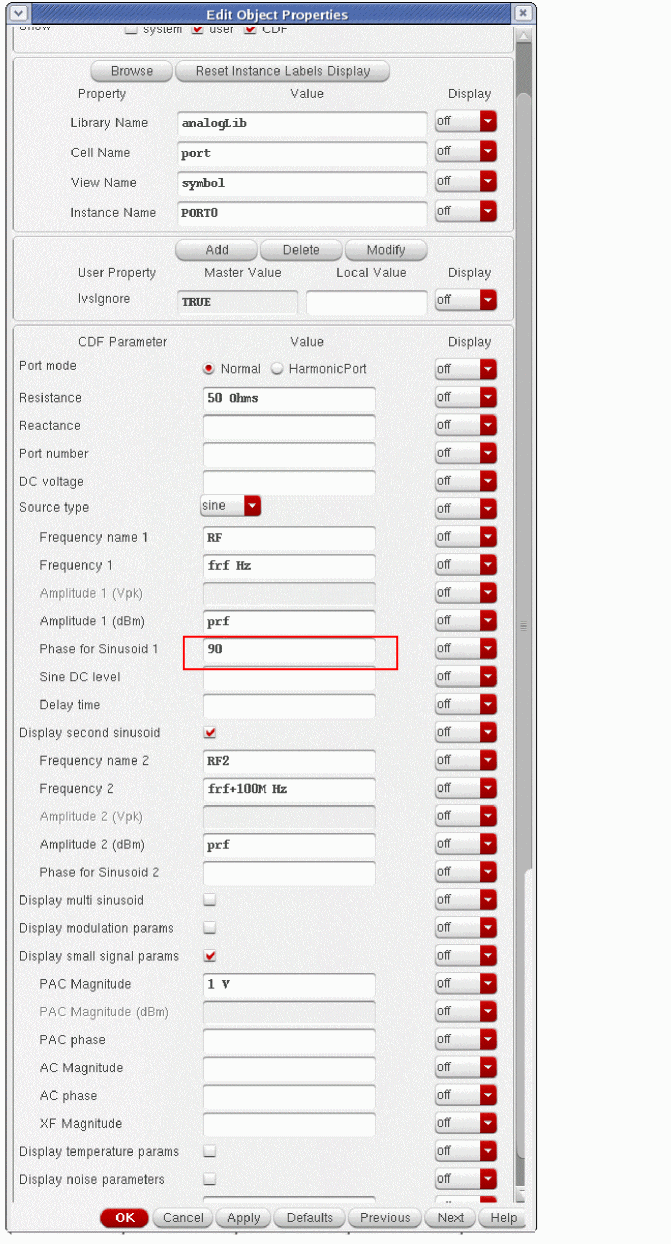 Edit Object Properties
Show system user CDF
Browse Reset Instance Labels Display
Property Value Display
Library Name analogLib off
Cell Name port off
View Name symbol off
Instance Name PORT0 off
Add Delete Modify
User Property Master Value Local Value Display
lvsIgnore TRUE off
CDF Parameter Value Display
Port mode Normal HarmonicPort off
Resistance 50 Ohms off
Reactance off
Port number off
DC voltage off
Source type sine off
Frequency name 1 RF off
Frequency 1 frf Hz off
Amplitude 1 (Vpk) off
Amplitude 1 (dBm) prf off
Phase for Sinusoid 1 90 off
Sine DC level off
Delay time off
Display second sinusoid off
Frequency name 2 RF2 off
Frequency 2 frf+100M Hz off
Amplitude 2 (Vpk) off
Amplitude 2 (dBm) prf off
Phase for Sinusoid 2 off
Display multi sinusoid off
Display modulation params off
Display small signal params off
PAC Magnitude 1 V off
PAC Magnitude (dBm) off
PAC phase off
AC Magnitude off
AC phase off
XF Magnitude off
Display temperature params off
Display noise parameters off
OK Cancel Apply Defaults Previous Next Help